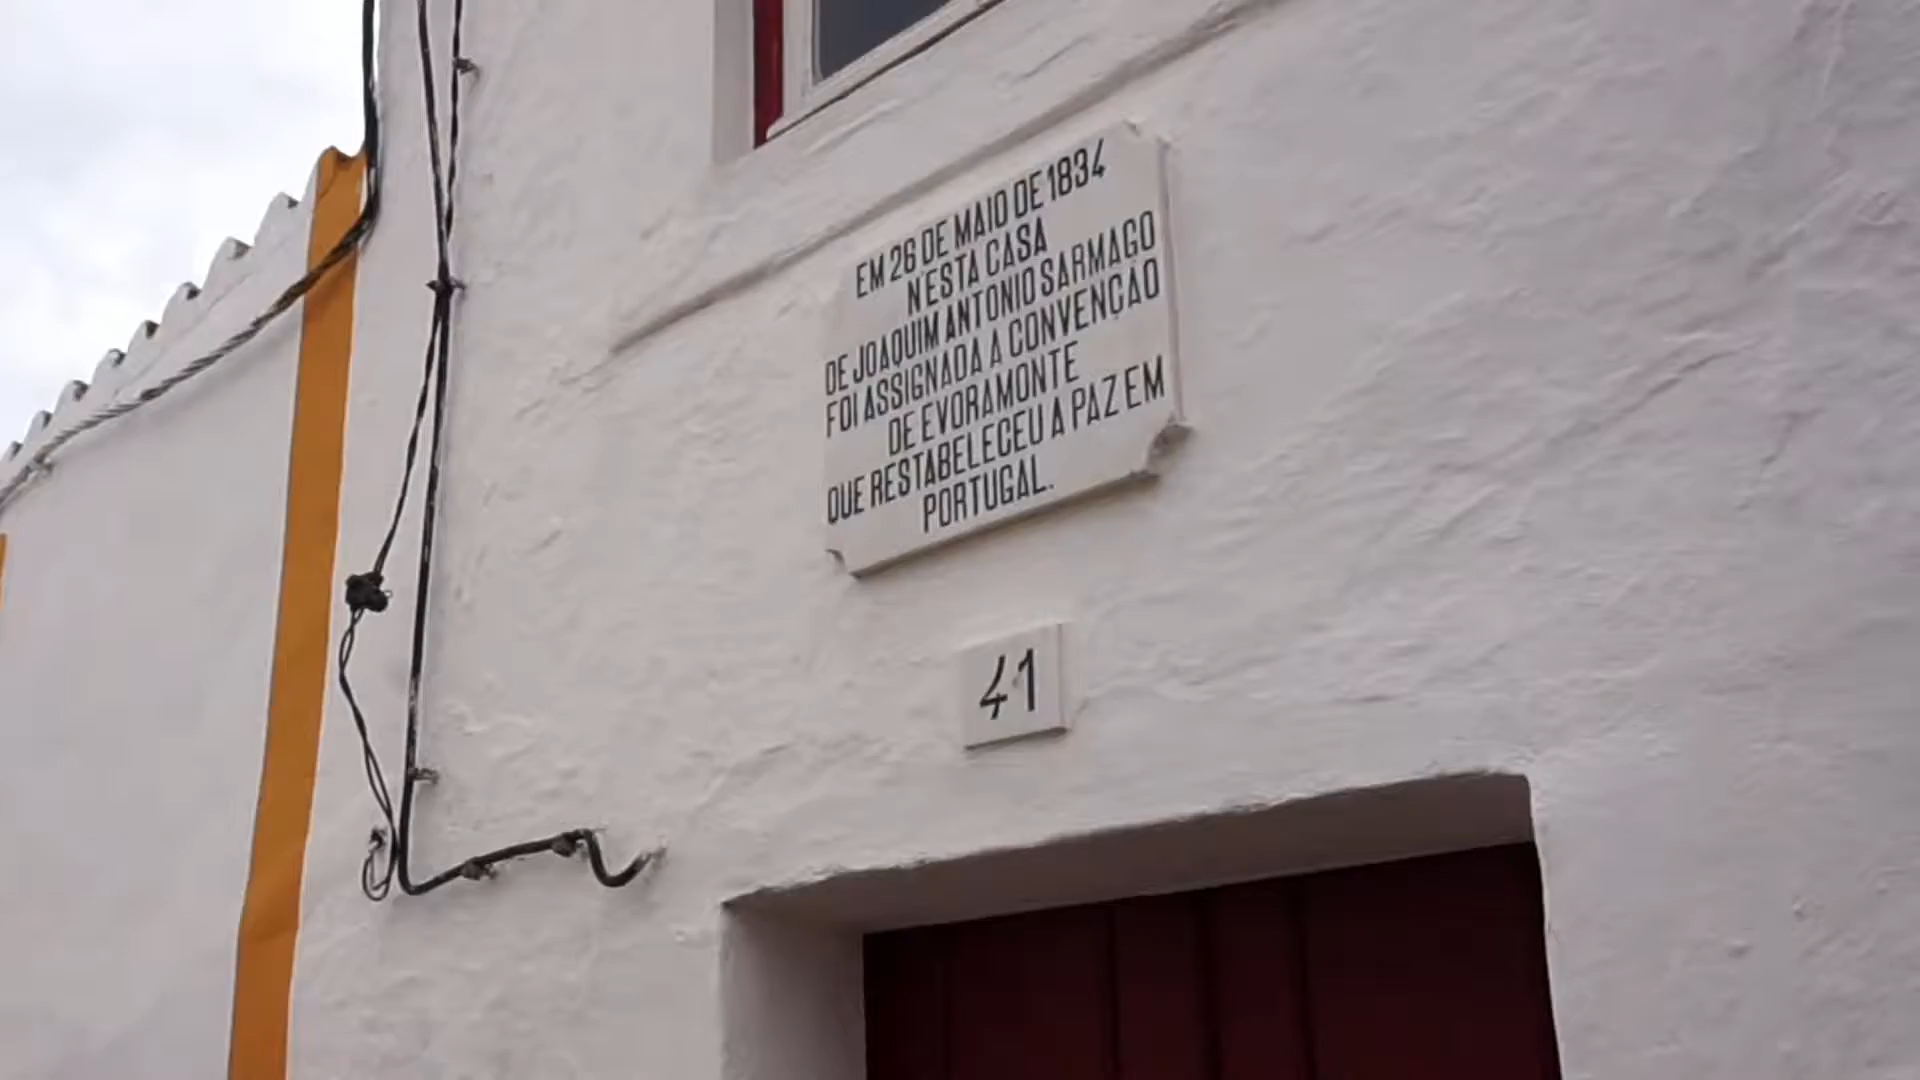 EM 26 DE MAIO DE 1834
N'ESTA CASA
DE JOAQUIM ANTONIO SARMAGO
FOI ASSIGNADA A CONVENÇÃO
DE EVORAMONTE
QUE RESTABELECEU A PAZ EM
PORTUGAL.
41